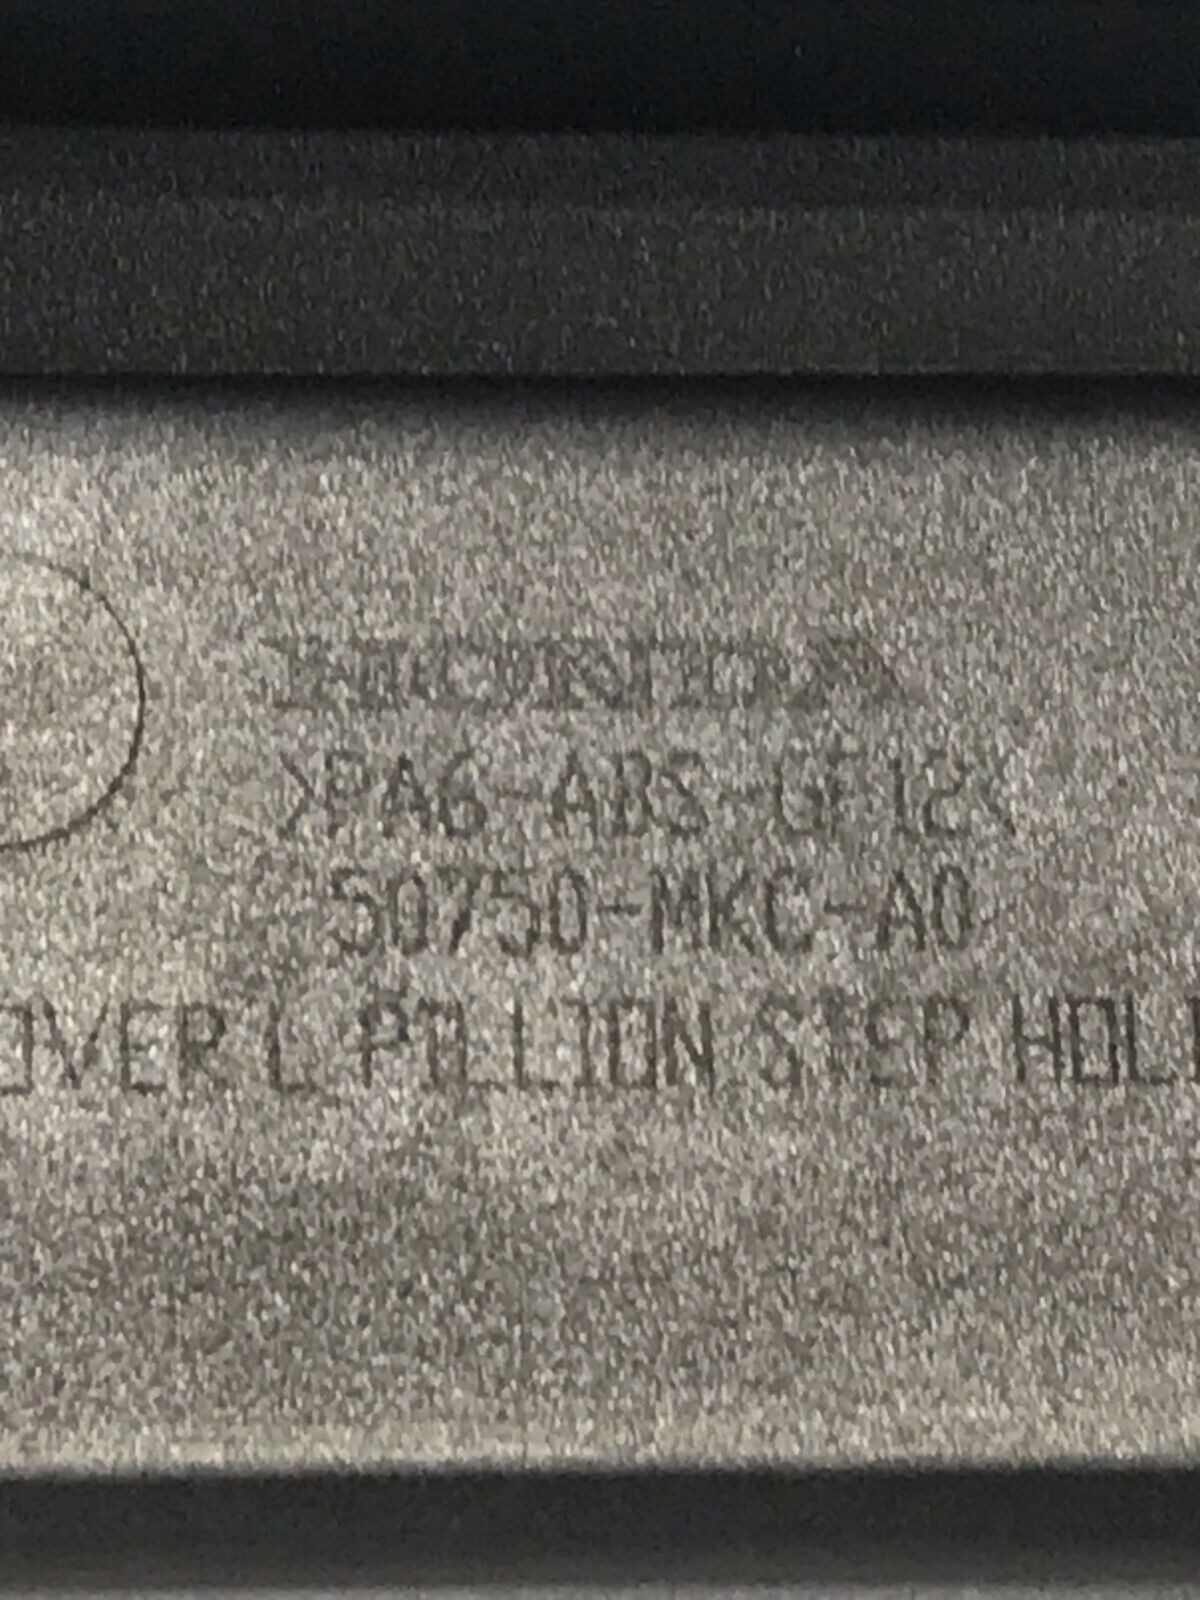 HONDA
>PA6-ABS-GF12<
50750-MKC-A0
OVER L PILLION STEP HOL